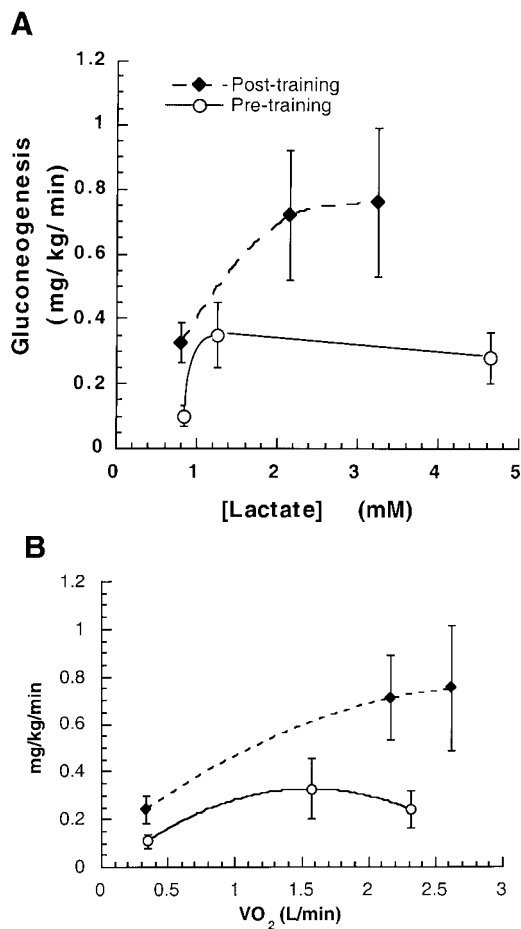 A
1.2
Post-training
Pre-training
1
0.8
0.6
0.4
0.2
0
0 1 2 3 4 5
Gluconeogenesis
(mg/ kg/ min)
[Lactate] (mM)
B
1.2
1
0.8
0.6
0.4
0.2
0
0 0.5 1 1.5 2 2.5 3
mg/kg/min
VO2 (L/min)